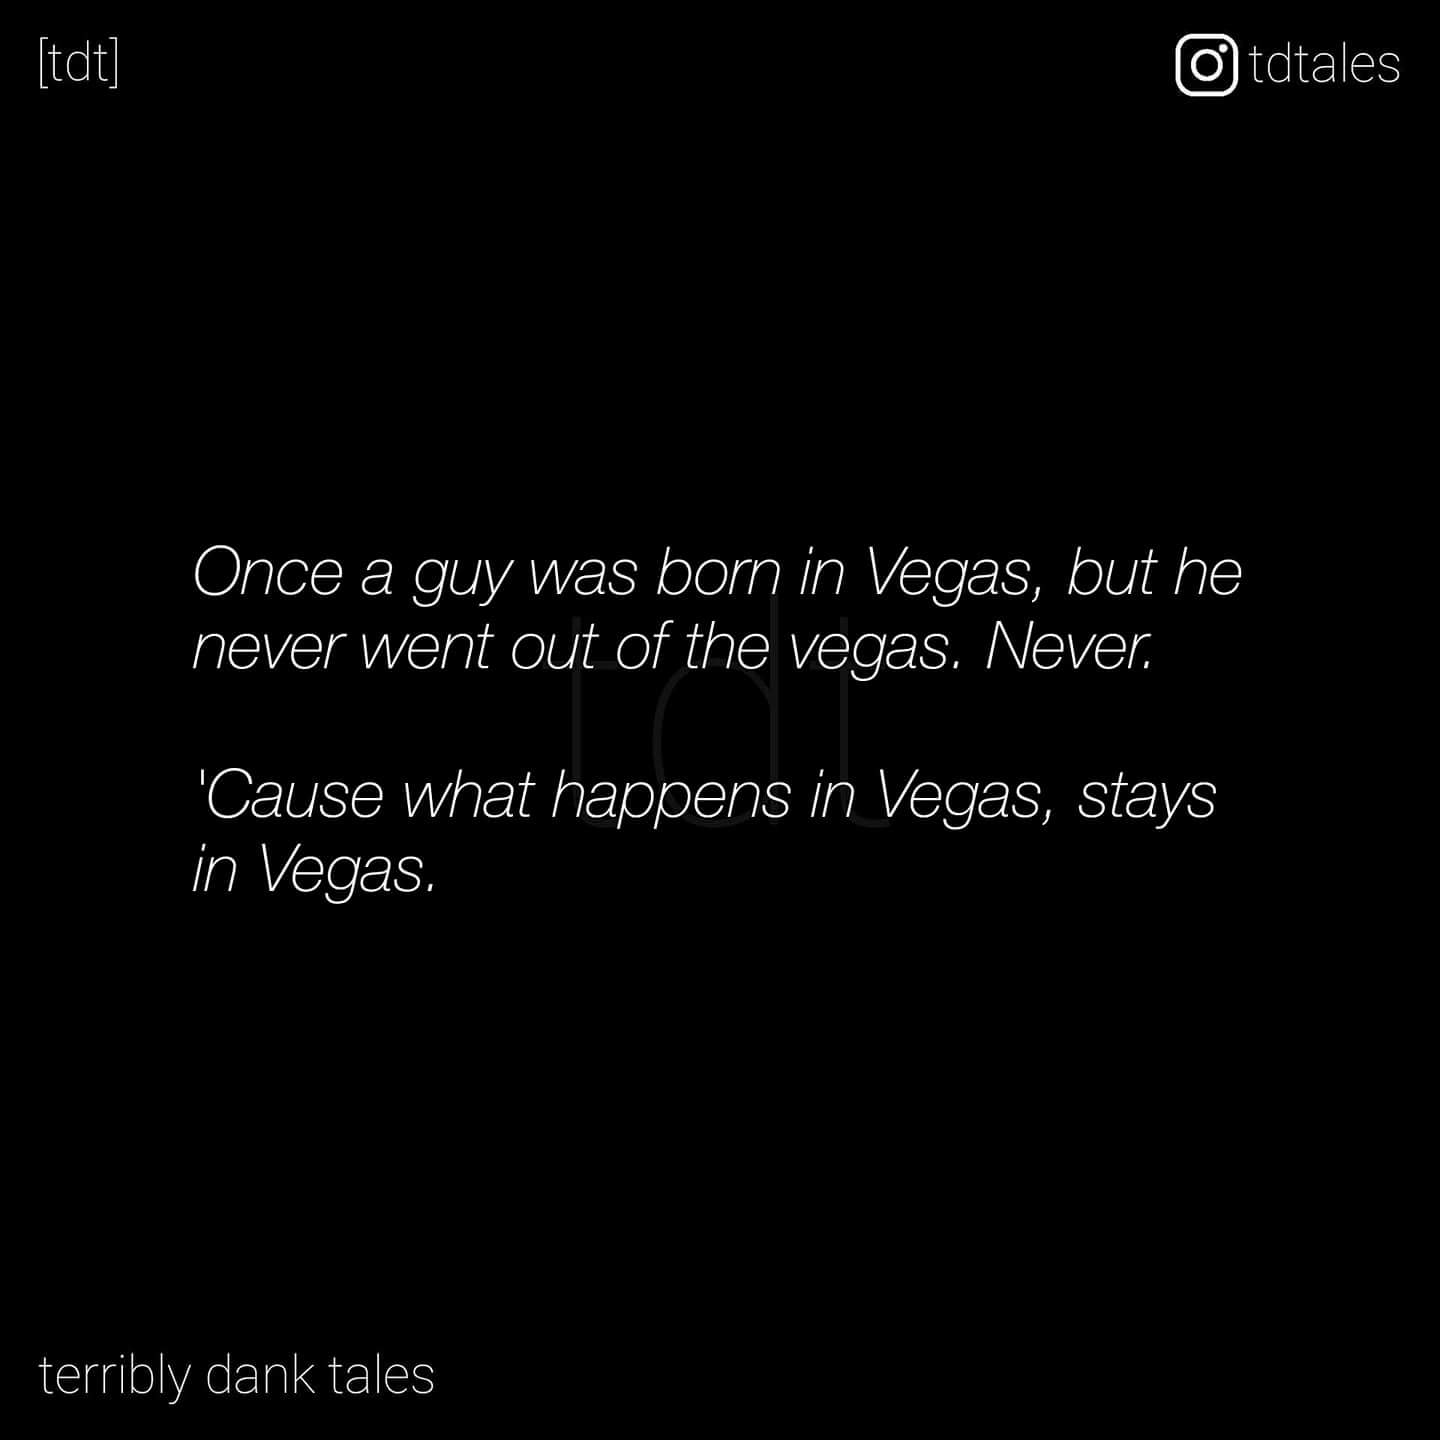 [tdt]
tdtales
Once a guy was born in Vegas, but he
never went out of the vegas. Never.
'Cause what happens in Vegas, stays
in Vegas.
tdt
terribly dank tales